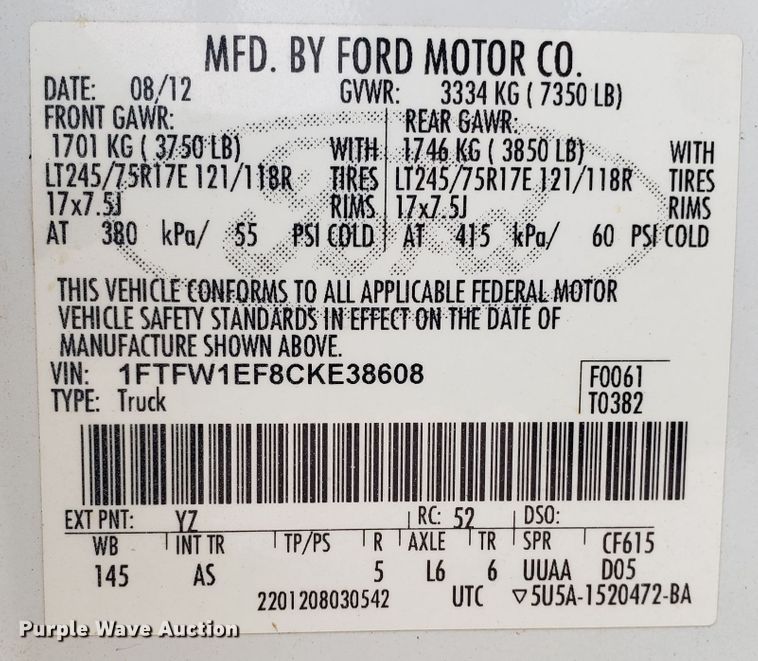 MFD. BY FORD MOTOR CO.
DATE: 08/12 GVWR: 3334 KG ( 7350 LB)
FRONT GAWR: REAR GAWR:
1701 KG ( 3750 LB) WITH 1746 KG ( 3850 LB) WITH
LT245/75R17E 121/118R TIRES LT245/75R17E 121/118R TIRES
17x7.5J RIMS 17x7.5J RIMS
AT 380 kPa/ 55 PSI COLD AT 415 kPa/ 60 PSI COLD
Ford
THIS VEHICLE CONFORMS TO ALL APPLICABLE FEDERAL MOTOR
VEHICLE SAFETY STANDARDS IN EFFECT ON THE DATE OF
MANUFACTURE SHOWN ABOVE.
VIN: 1FTFW1EF8CKE38608 F0061
TYPE: Truck T0382
EXT PNT: YZ RC: 52 DSO:
WB INT TR TP/PS R AXLE TR SPR CF615
145 AS 5 L6 6 UUAA D05
2201208030542 UTC ▽5U5A-1520472-BA
Purple Wave Auction